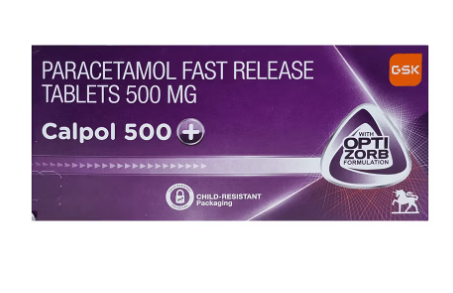 PARACETAMOL FAST RELEASE
TABLETS 500 MG
GSK
Calpol 500 +
WITH
OPTI
ZORB
FORMULATION
CHILD-RESISTANT
Packaging